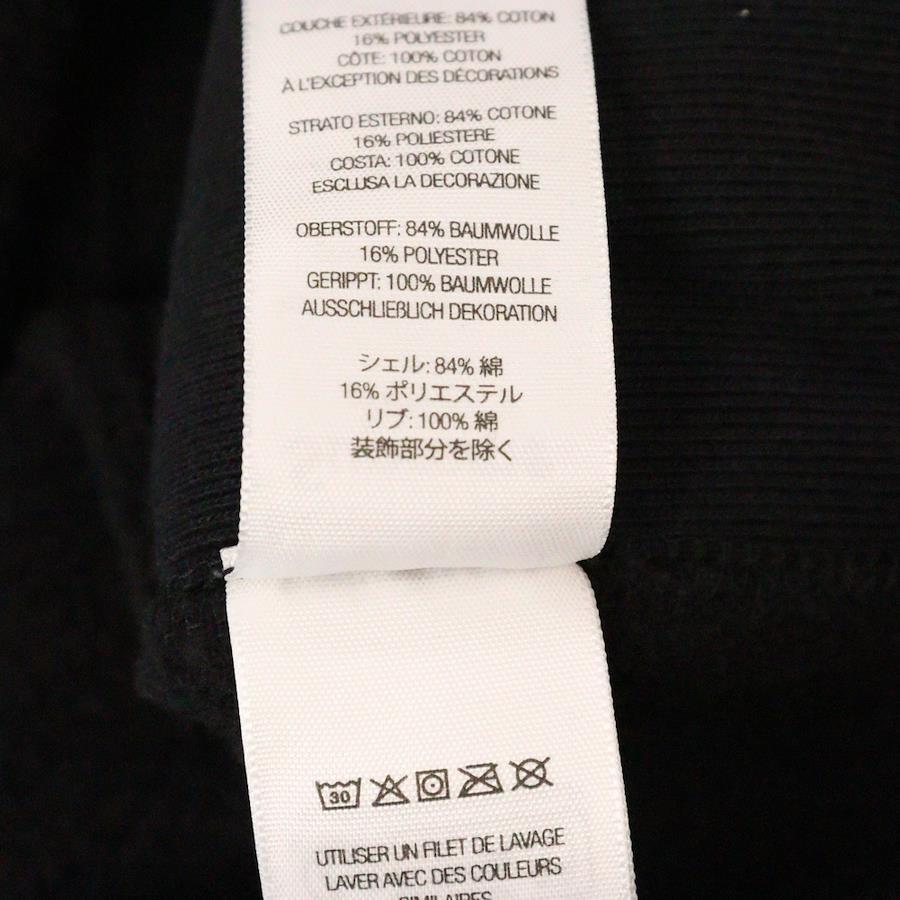 COUCHE EXTÉRIEURE: 84% COTON
16% POLYESTER
CÔTE: 100% COTON
À L'EXCEPTION DES DÉCORATIONS
STRATO ESTERNO: 84% COTONE
16% POLIESTERE
COSTA: 100% COTONE
ESCLUSA LA DECORAZIONE
OBERSTOFF: 84% BAUMWOLLE
16% POLYESTER
GERIPPT: 100% BAUMWOLLE
AUSSCHLIEßLICH DEKORATION
シェル: 84% 綿
16% ポリエステル
リブ: 100% 綿
装飾部分を除く
30
UTILISER UN FILET DE LAVAGE
LAVER AVEC DES COULEURS
SIMILAIRES